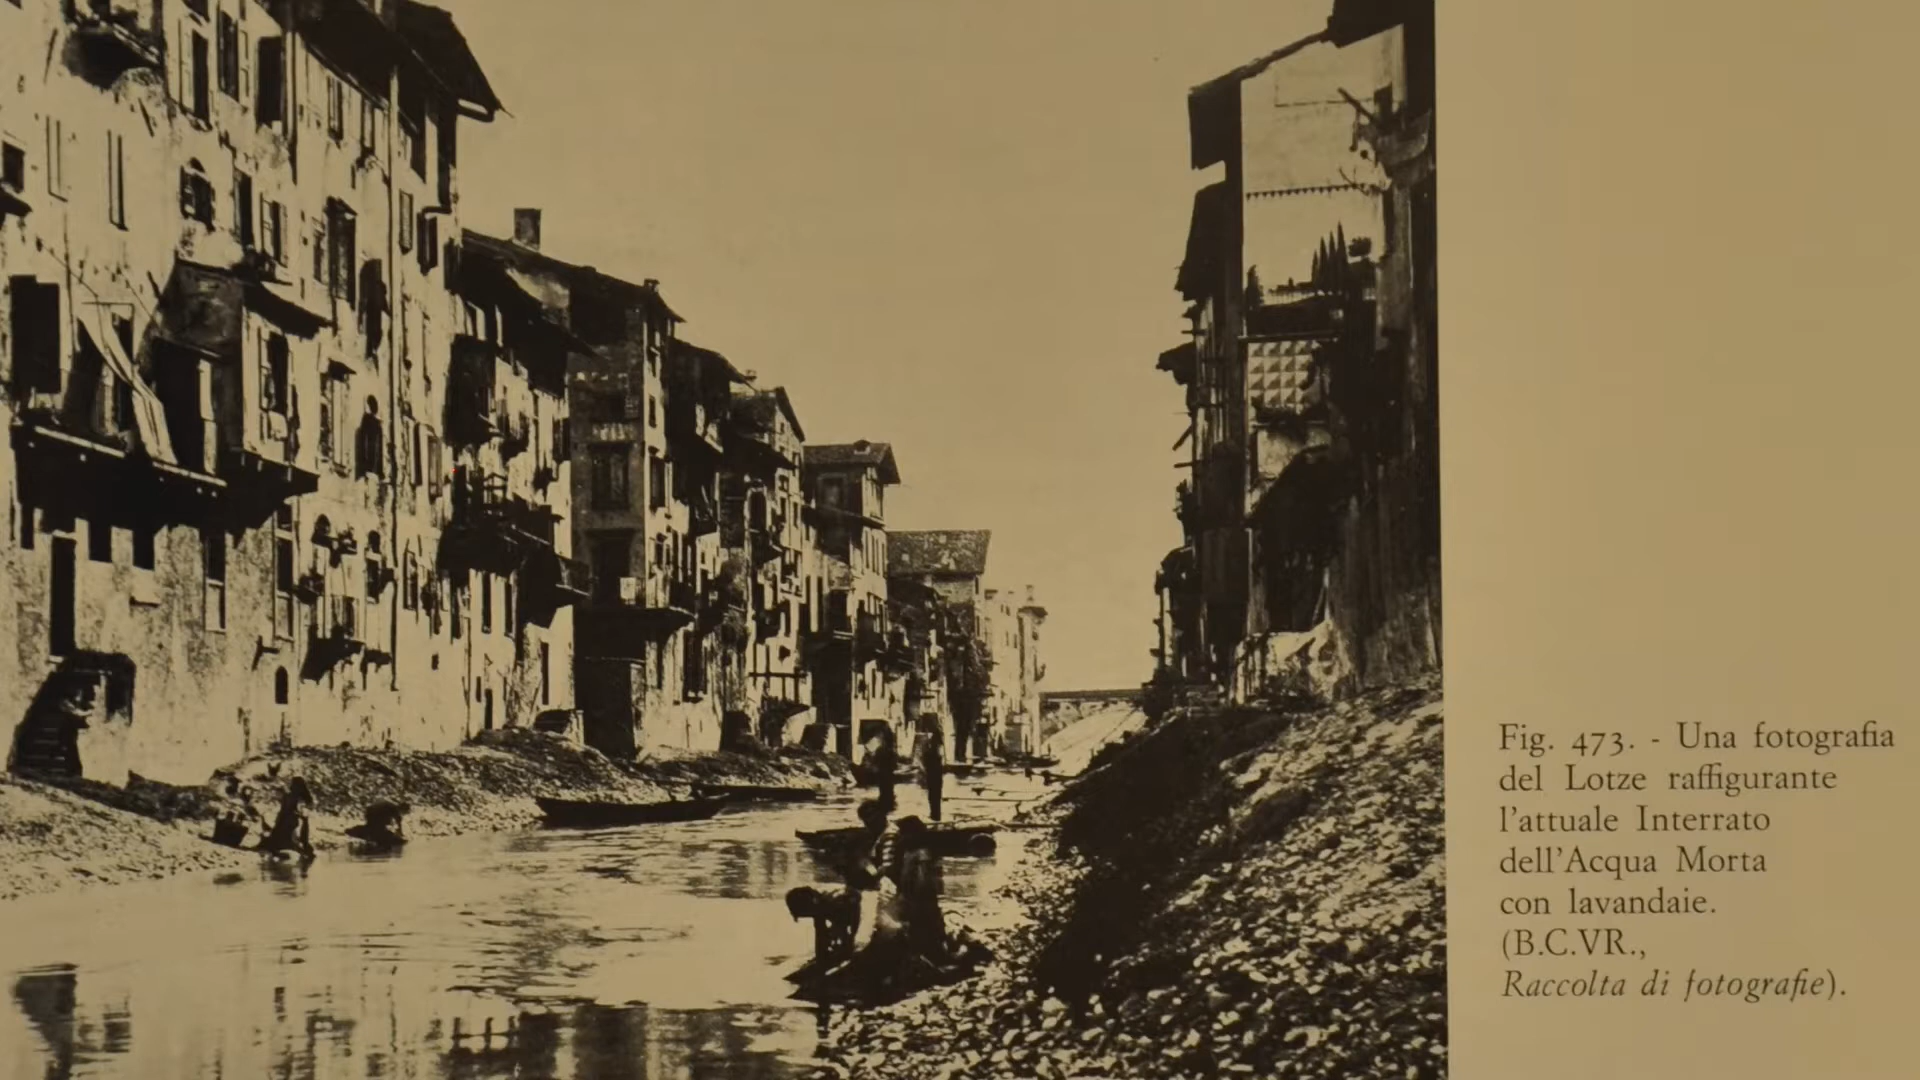 Fig. 473. - Una fotografia
del Lotze raffigurante
l'attuale Interrato
dell'Acqua Morta
con lavandaie.
(B.C.VR.,
Raccolta di fotografie).